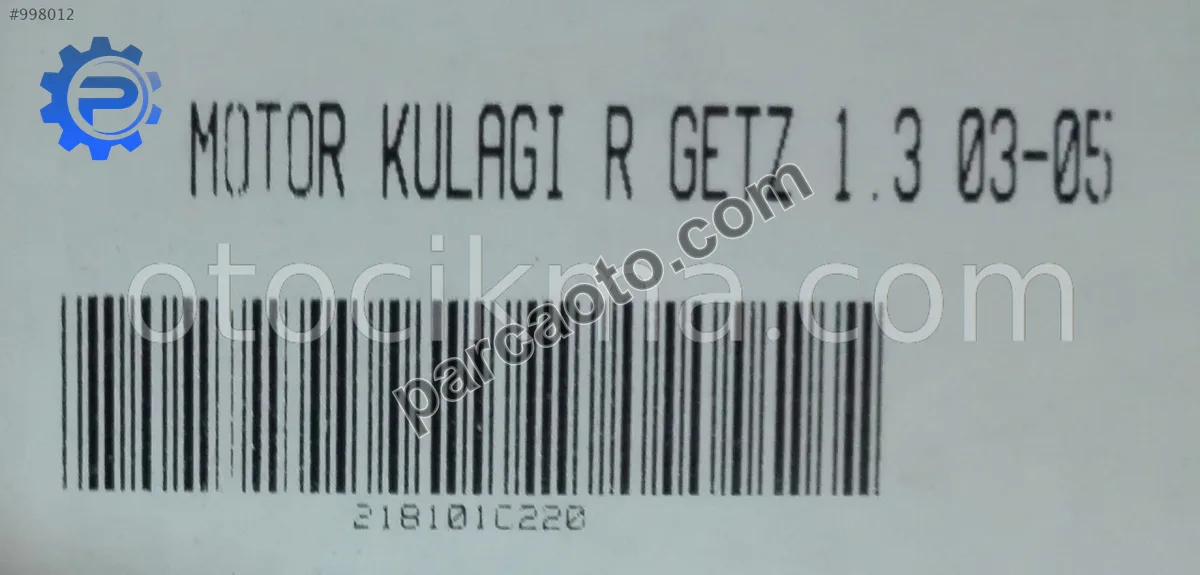 #998012
MOTOR KULAGI R GETZ 1.3 03-05
otocikma.com
parcaoto.com
218101C220